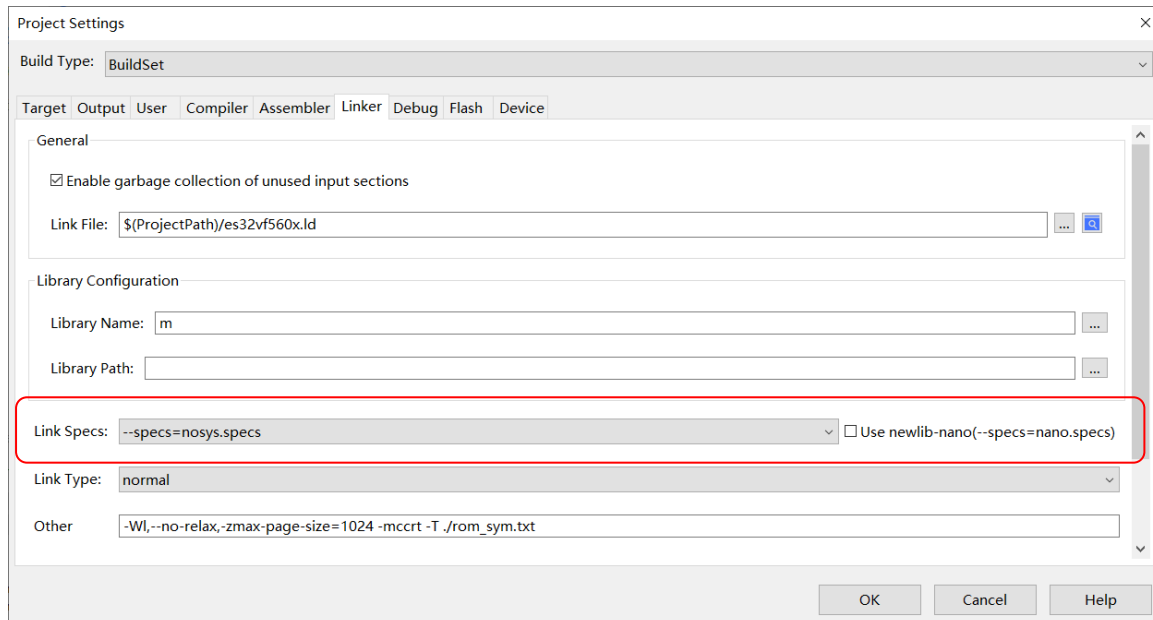 Project Settings
Build Type: BuildSet
Target Output User Compiler Assembler Linker Debug Flash Device
General
Enable garbage collection of unused input sections
Link File: $(ProjectPath)/es32vf560x.ld ...
Library Configuration
Library Name: m ...
Library Path: ...
Link Specs: --specs=nosys.specs Use newlib-nano(--specs=nano.specs)
Link Type: normal
Other -Wl,--no-relax,-zmax-page-size=1024 -mccrt -T ./rom_sym.txt
OK Cancel Help